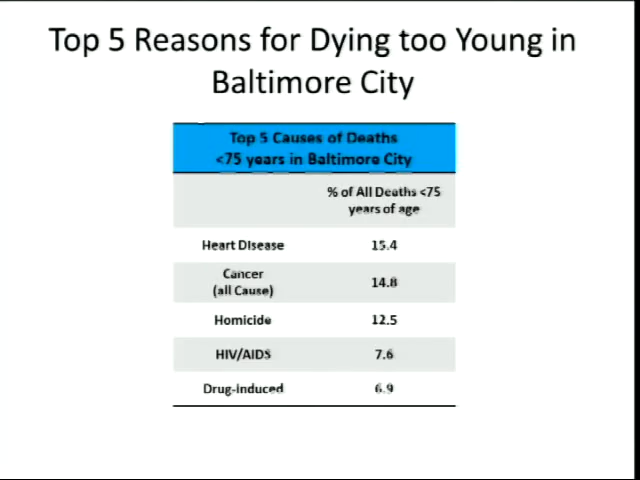 Top 5 Reasons for Dying too Young in
Baltimore City
Top 5 Causes of Deaths
<75 years in Baltimore City
% of All Deaths <75
years of age
Heart Disease 15.4
Cancer
(all Cause) 14.8
Homicide 12.5
HIV/AIDS 7.6
Drug-induced 6.9